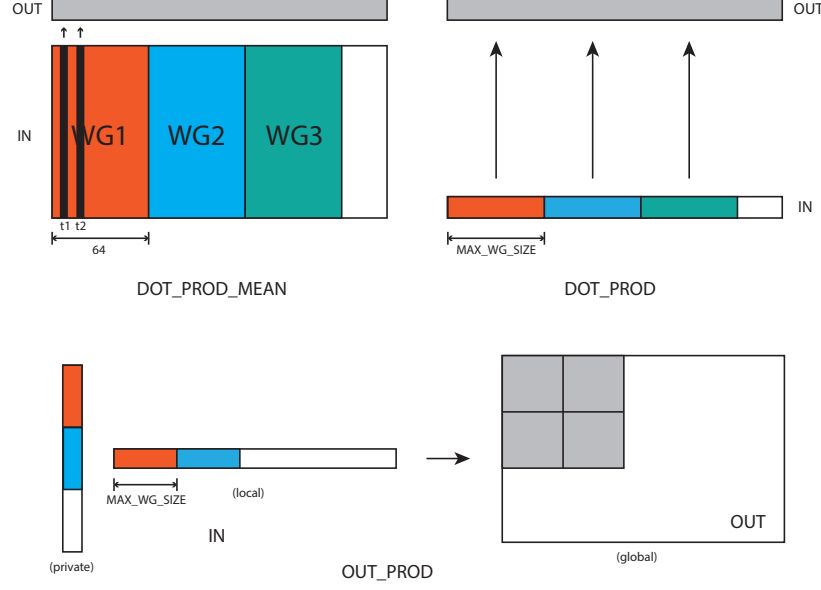 OUT
OUT
IN
WG1
WG2
WG3
t1 t2
64
IN
MAX_WG_SIZE
DOT_PROD_MEAN
DOT_PROD
MAX_WG_SIZE
(local)
IN
(private)
OUT
(global)
OUT_PROD